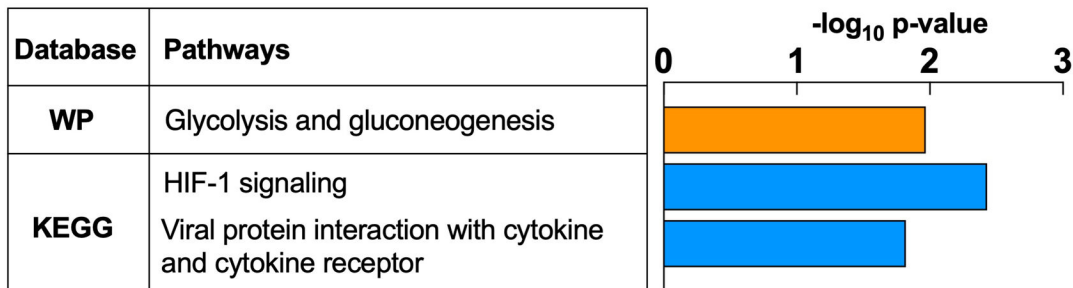 -log10 p-value
Database Pathways
0 1 2 3
WP Glycolysis and gluconeogenesis
HIF-1 signaling
KEGG
Viral protein interaction with cytokine
and cytokine receptor